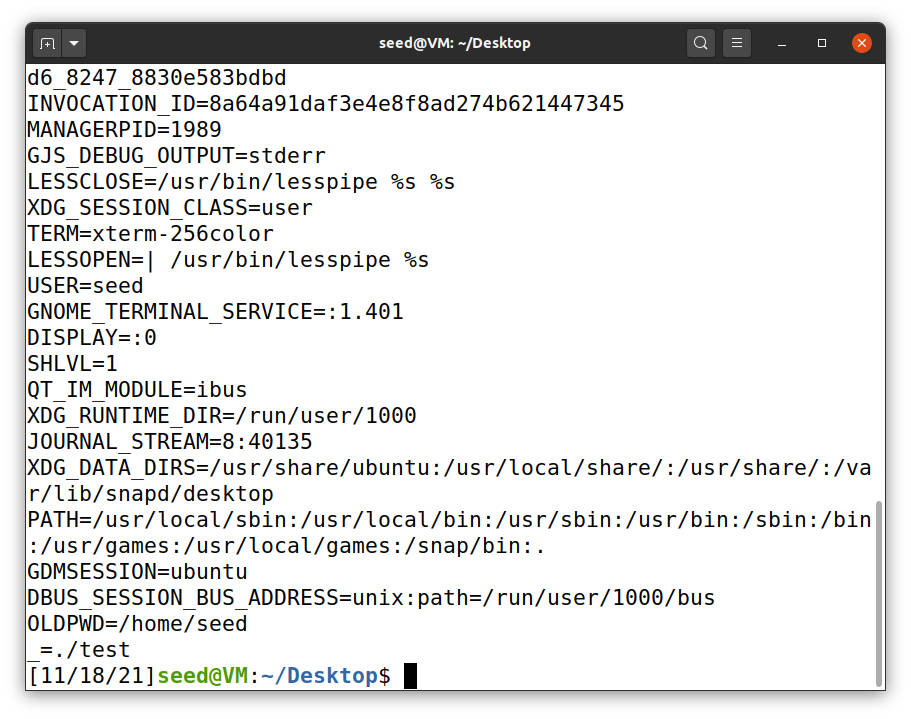 seed@VM: ~/Desktop
d6_8247_8830e583bdbd
INVOCATION_ID=8a64a91daf3e4e8f8ad274b621447345
MANAGERPID=1989
GJS_DEBUG_OUTPUT=stderr
LESSCLOSE=/usr/bin/lesspipe %s %s
XDG_SESSION_CLASS=user
TERM=xterm-256color
LESSOPEN=| /usr/bin/lesspipe %s
USER=seed
GNOME_TERMINAL_SERVICE=:1.401
DISPLAY=:0
SHLVL=1
QT_IM_MODULE=ibus
XDG_RUNTIME_DIR=/run/user/1000
JOURNAL_STREAM=8:40135
XDG_DATA_DIRS=/usr/share/ubuntu:/usr/local/share/:/usr/share/:/va
r/lib/snapd/desktop
PATH=/usr/local/sbin:/usr/local/bin:/usr/sbin:/usr/bin:/sbin:/bin
:/usr/games:/usr/local/games:/snap/bin:.
GDMSESSION=ubuntu
DBUS_SESSION_BUS_ADDRESS=unix:path=/run/user/1000/bus
OLDPWD=/home/seed
_=./test
[11/18/21]seed@VM:~/Desktop$